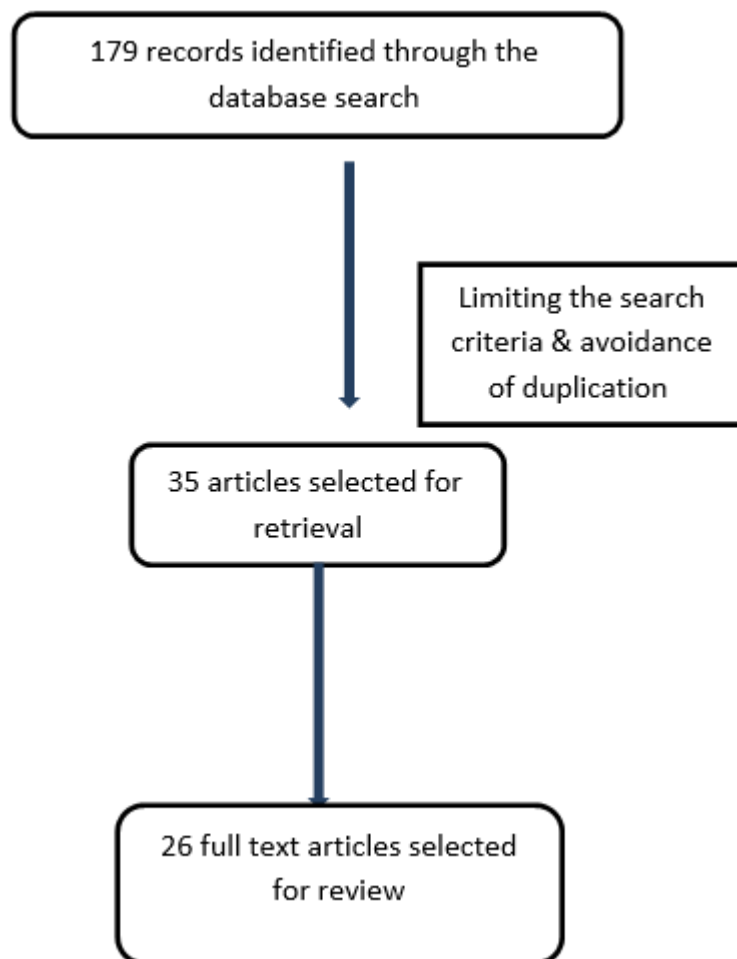 179 records identified through the
database search
Limiting the search
criteria & avoidance
of duplication
35 articles selected for
retrieval
26 full text articles selected
for review